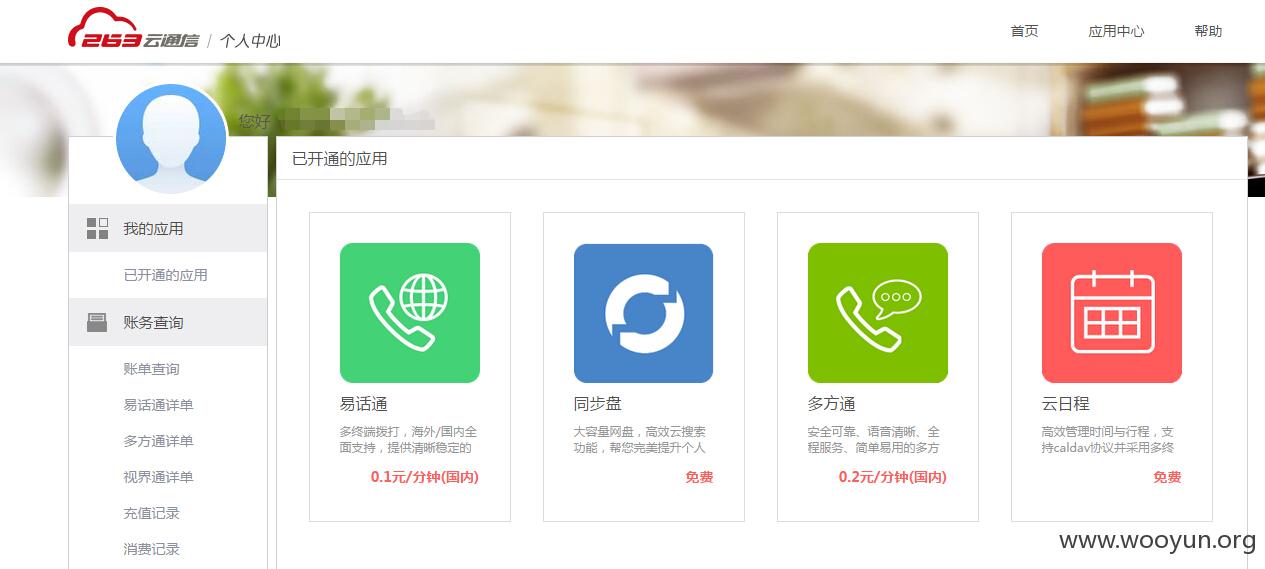 263云通信 / 个人中心
首页
应用中心
帮助
您好
我的应用
已开通的应用
账务查询
账单查询
易话通详单
多方通详单
视界通详单
充值记录
消费记录
已开通的应用
易话通
多终端拨打，海外/国内全
面支持，提供清晰稳定的
0.1元/分钟(国内)
同步盘
大容量网盘，高效云搜索
功能，帮您完美提升个人
免费
多方通
安全可靠、语音清晰、全
程服务、简单易用的多方
0.2元/分钟(国内)
云日程
高效管理时间与行程，支
持caldav协议并采用多终
免费
www.wooyun.org